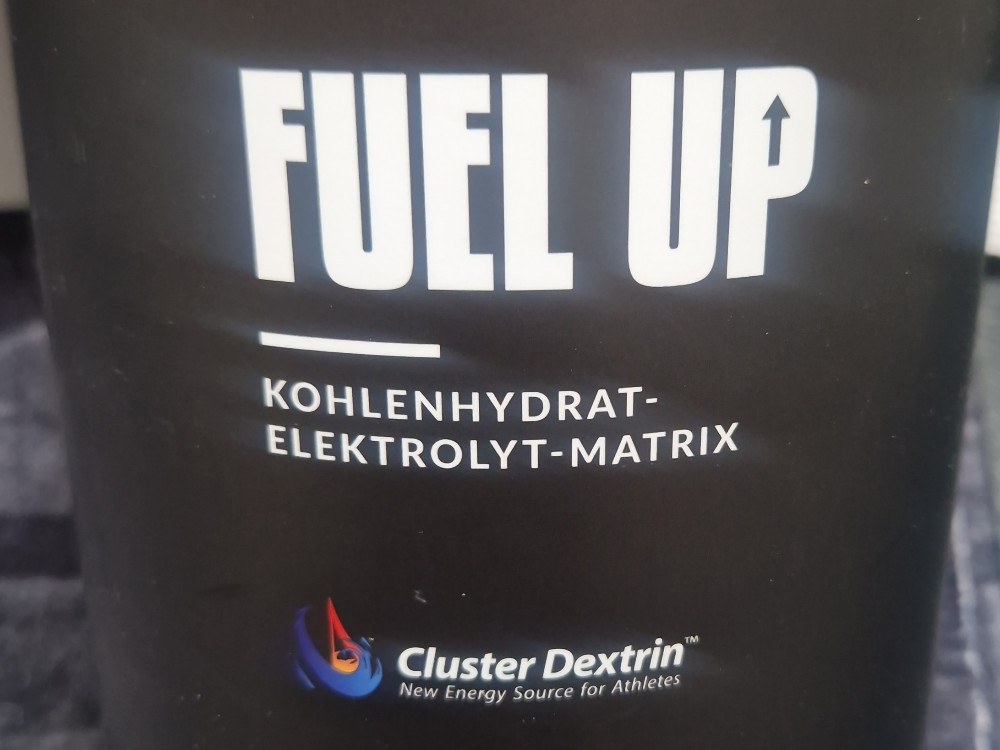 FUEL UP
KOHLENHYDRAT-
ELEKTROLYT-MATRIX
Cluster Dextrin™
New Energy Source for Athletes